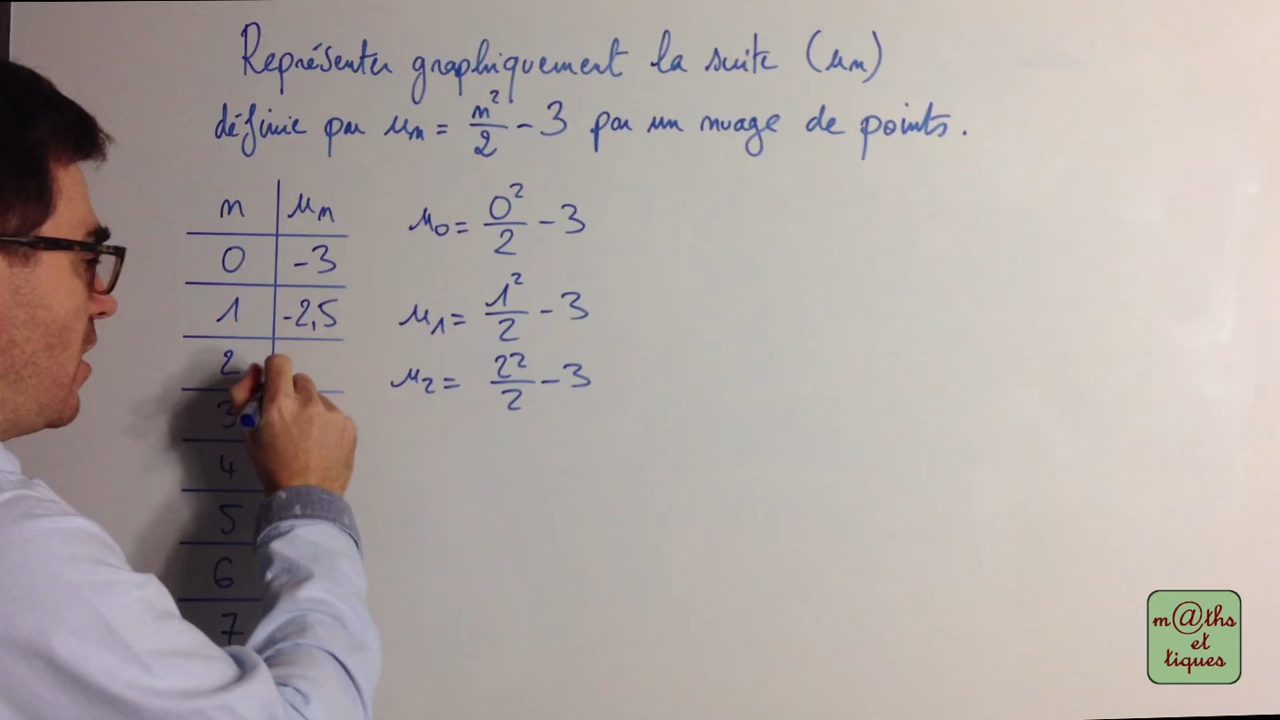 Représenter graphiquement la suite (un)
définie par un = n²/2 - 3 par un nuage de points.
n un
0 -3
1 -2,5
2
3
4
5
6
7
u0 = 0²/2 - 3
u1 = 1²/2 - 3
u2 = 2²/2 - 3
m@ths
et
tiques